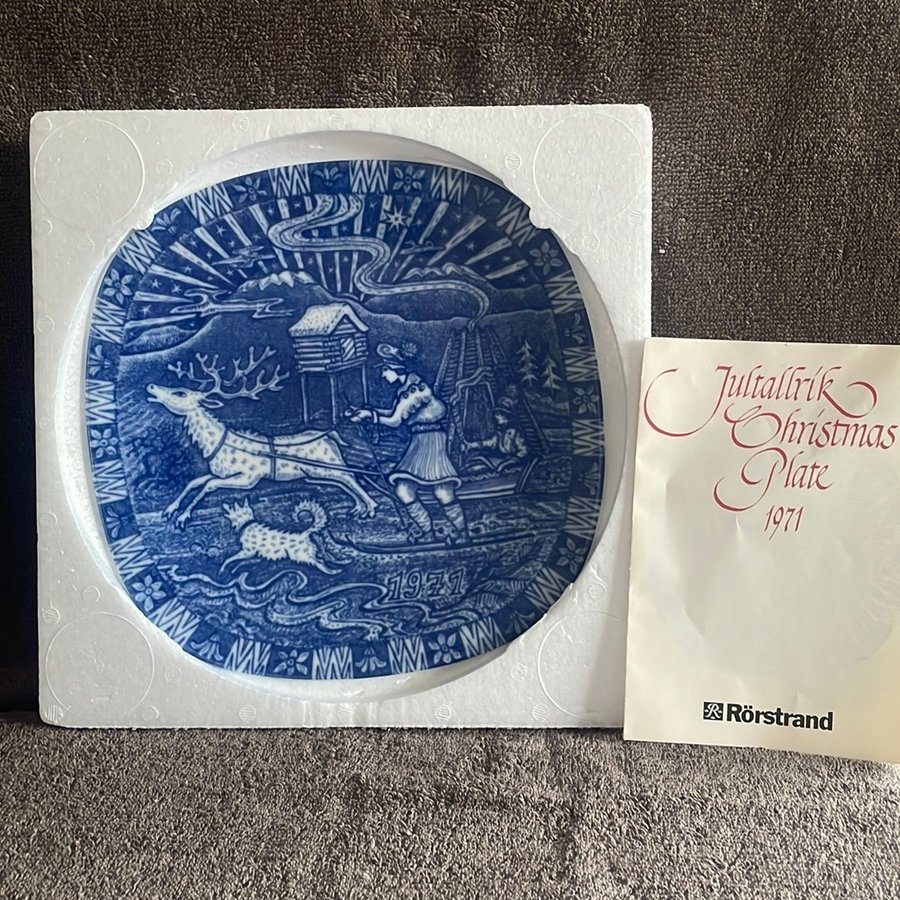 1971
Jultallrik
Christmas
Plate
1971
Rörstrand